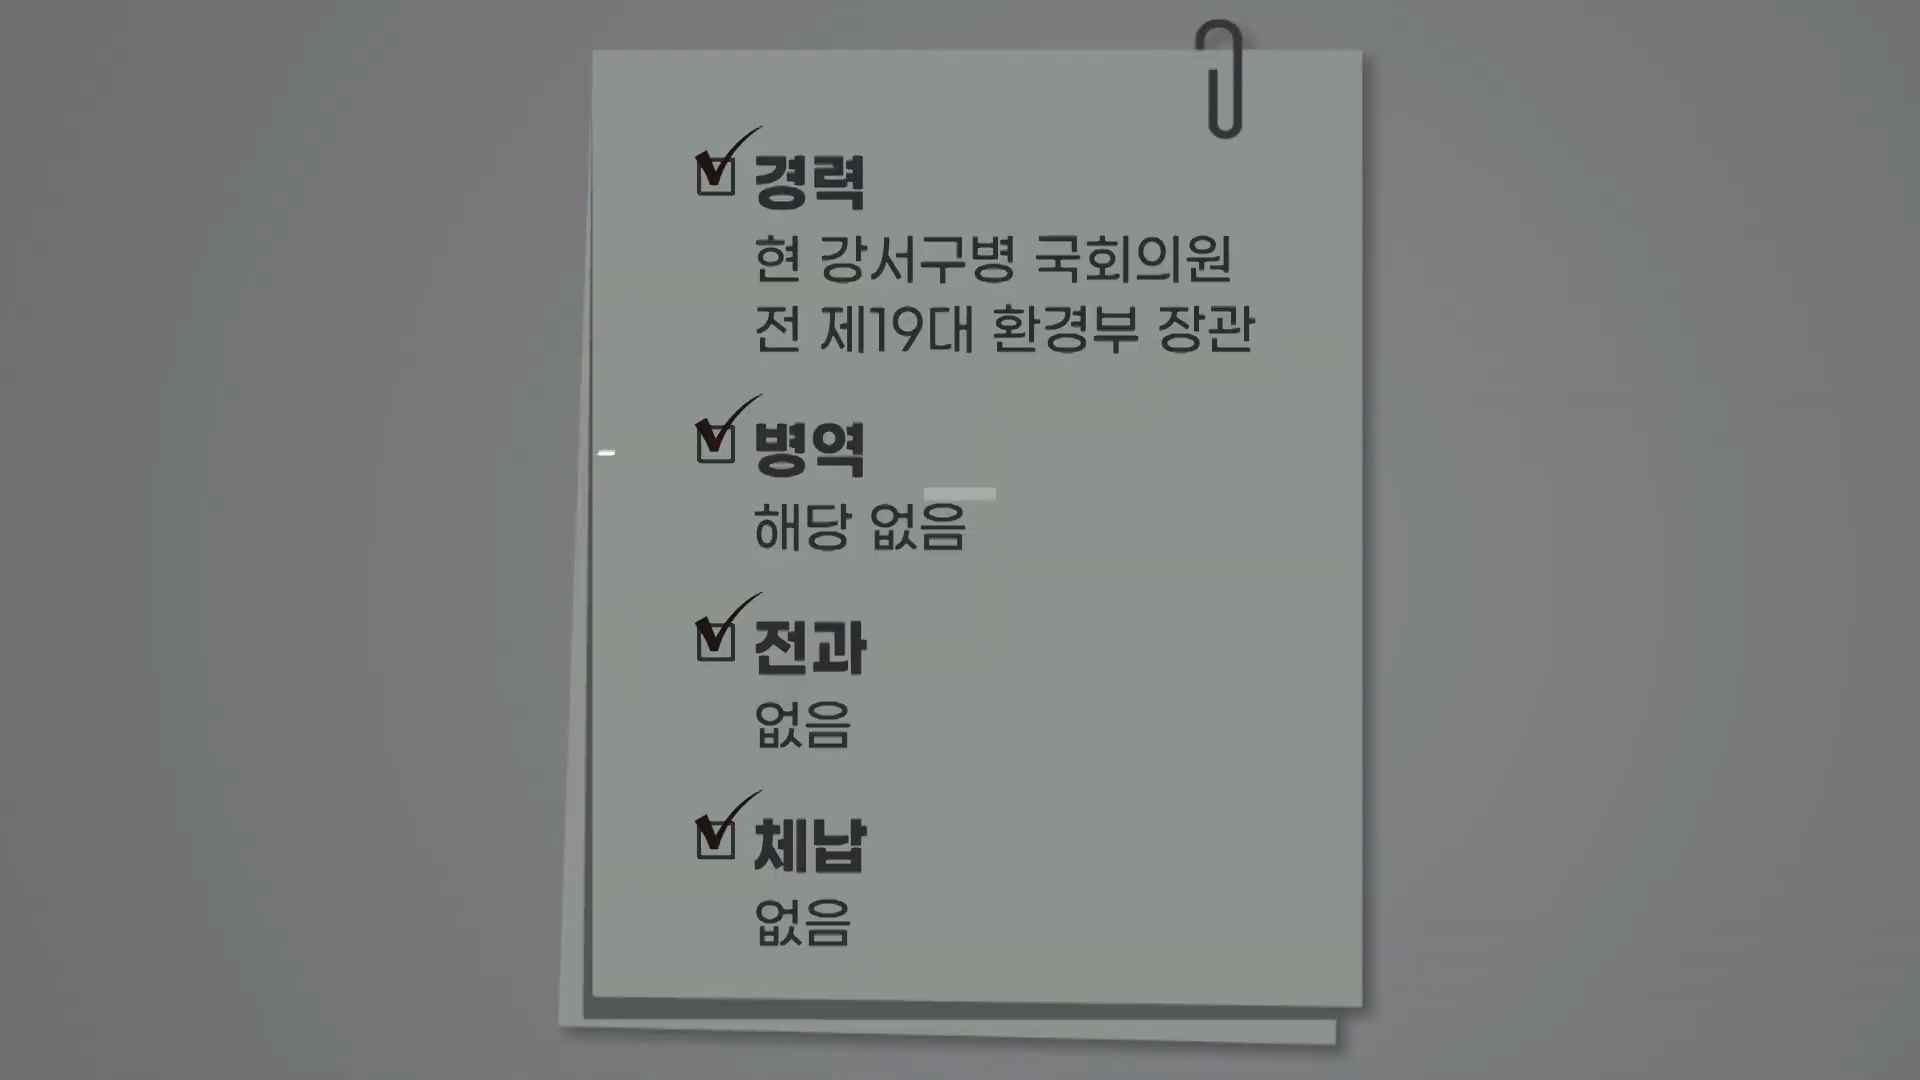 경력
현 강서구병 국회의원
전 제19대 환경부 장관
병역
해당 없음
전과
없음
체납
없음